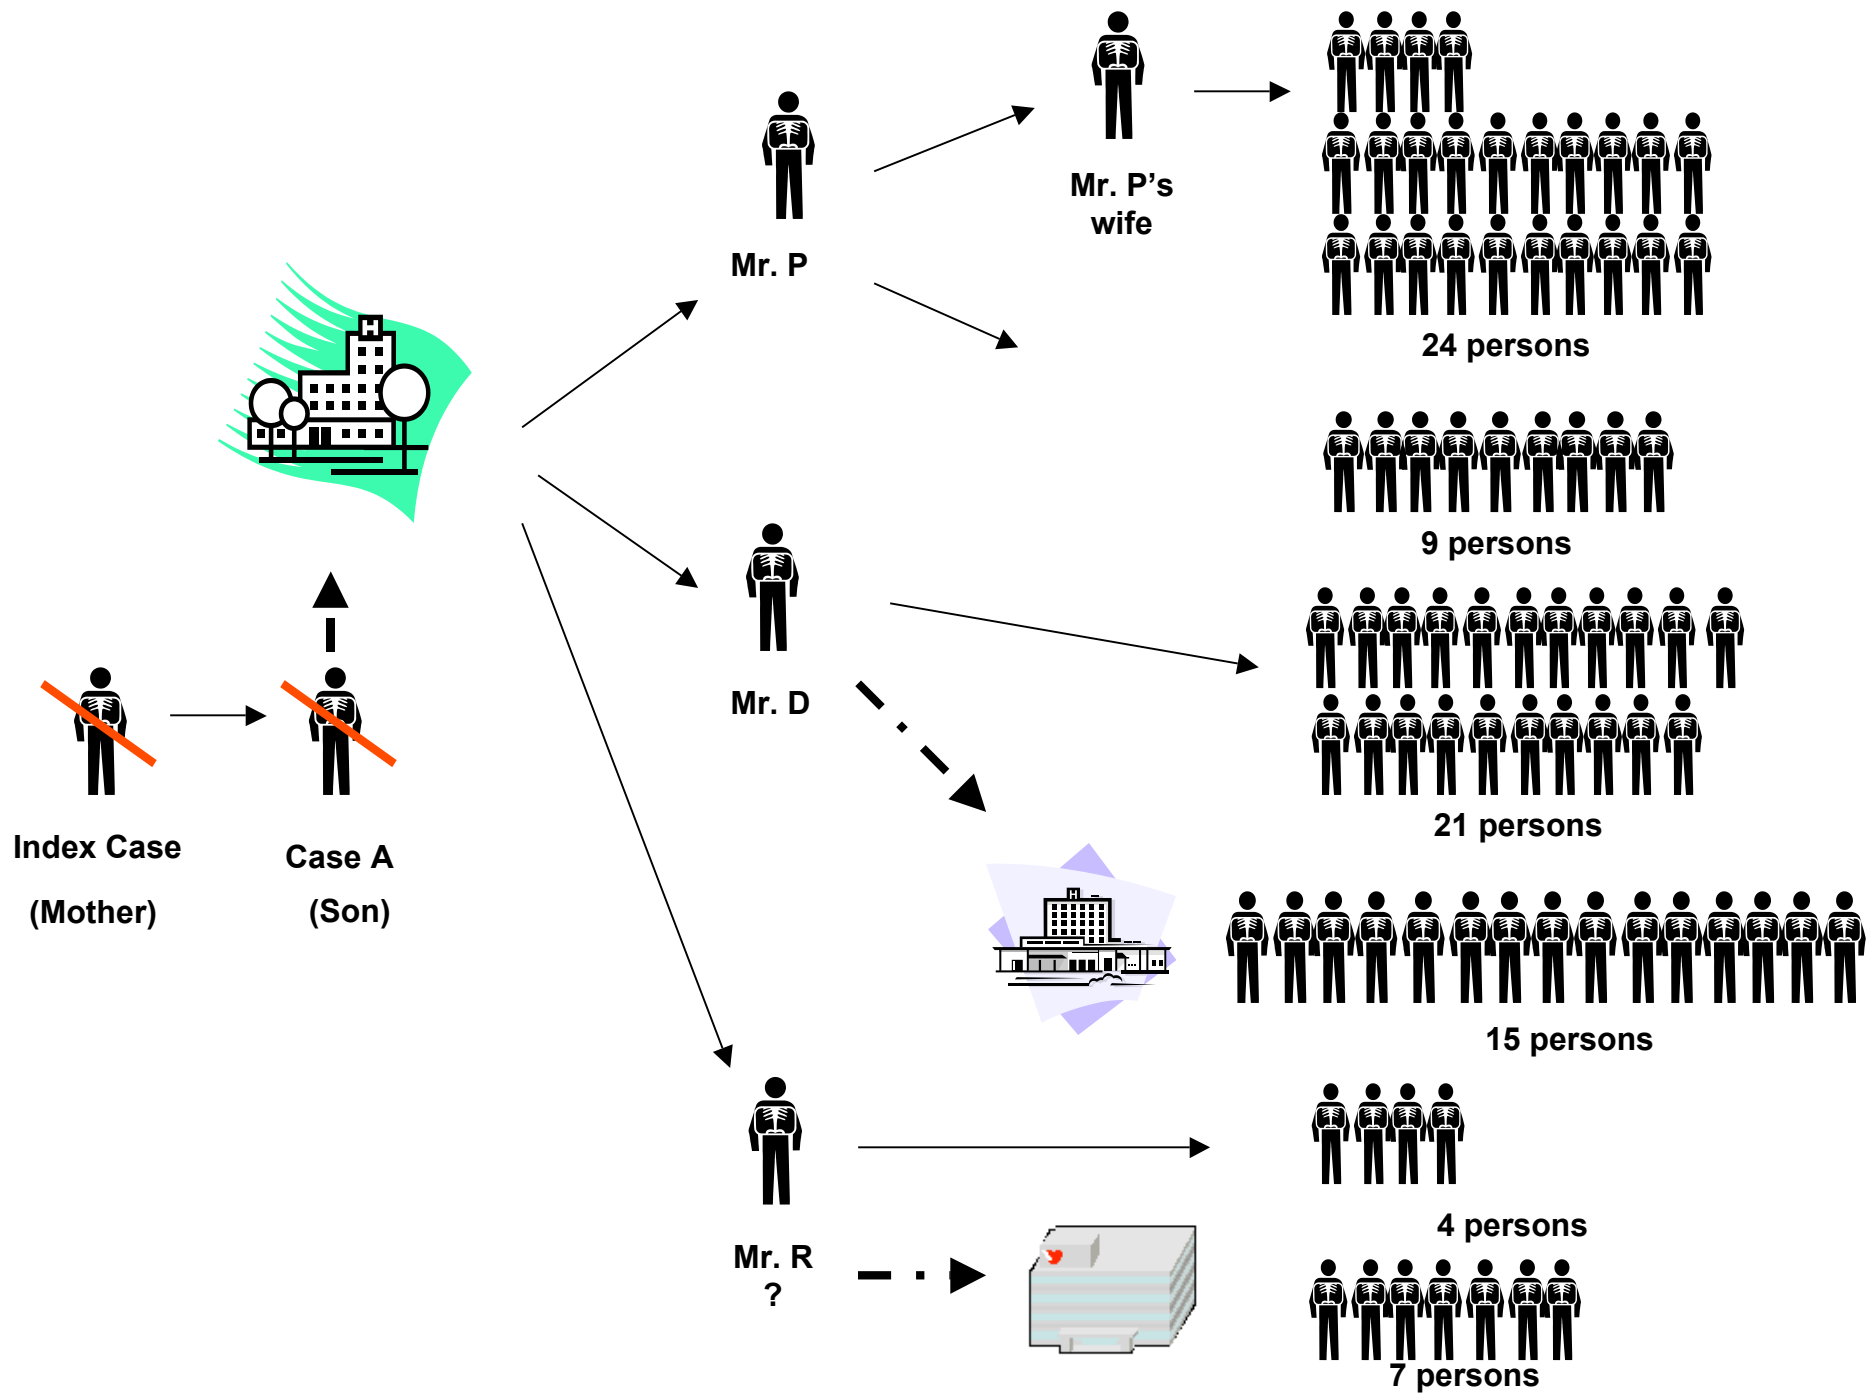 Mr. P's
wife
Mr. P
24 persons
9 persons
Mr. D
21 persons
Index Case
(Mother)
Case A
(Son)
15 persons
4 persons
Mr. R
?
7 persons
H
H